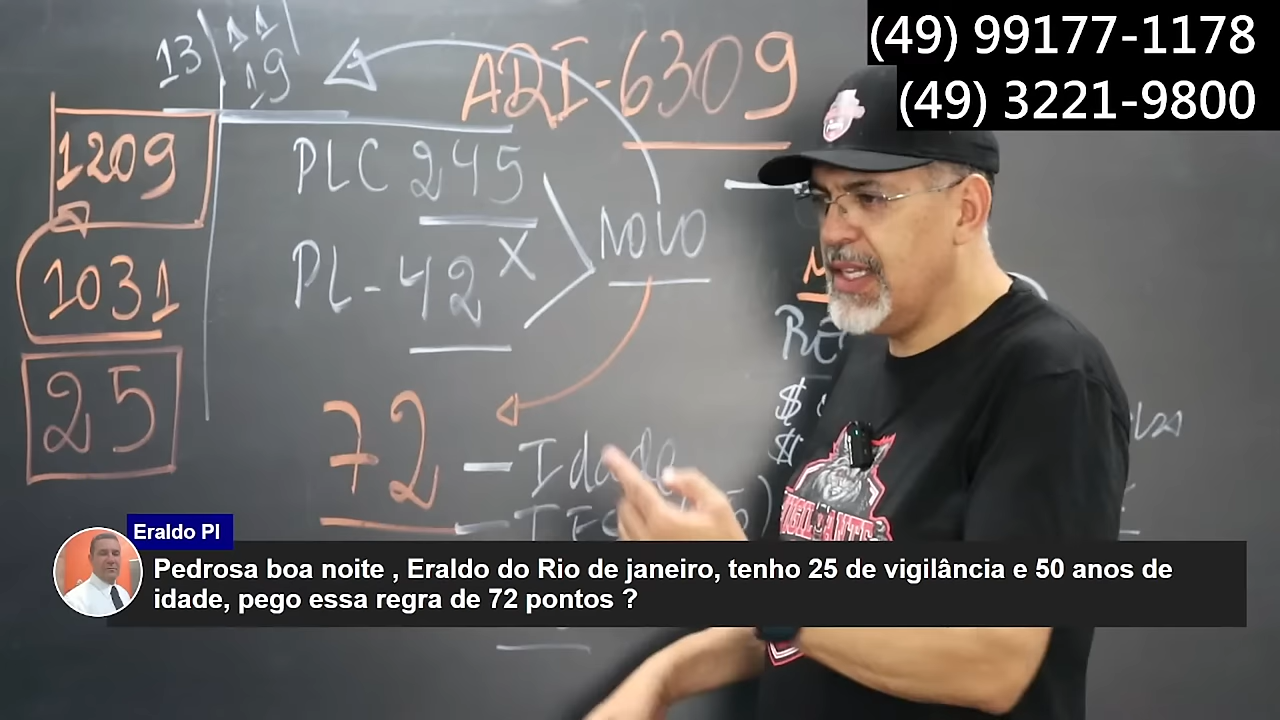 (49) 99177-1178
(49) 3221-9800
13 11
19
ADI-6309
1209
PLC 245
NOVO
1031
PL-42 X
25
72 - Idade
$
$
VIGILANTE
Eraldo PI
Pedrosa boa noite , Eraldo do Rio de janeiro, tenho 25 de vigilância e 50 anos de
idade, pego essa regra de 72 pontos ?